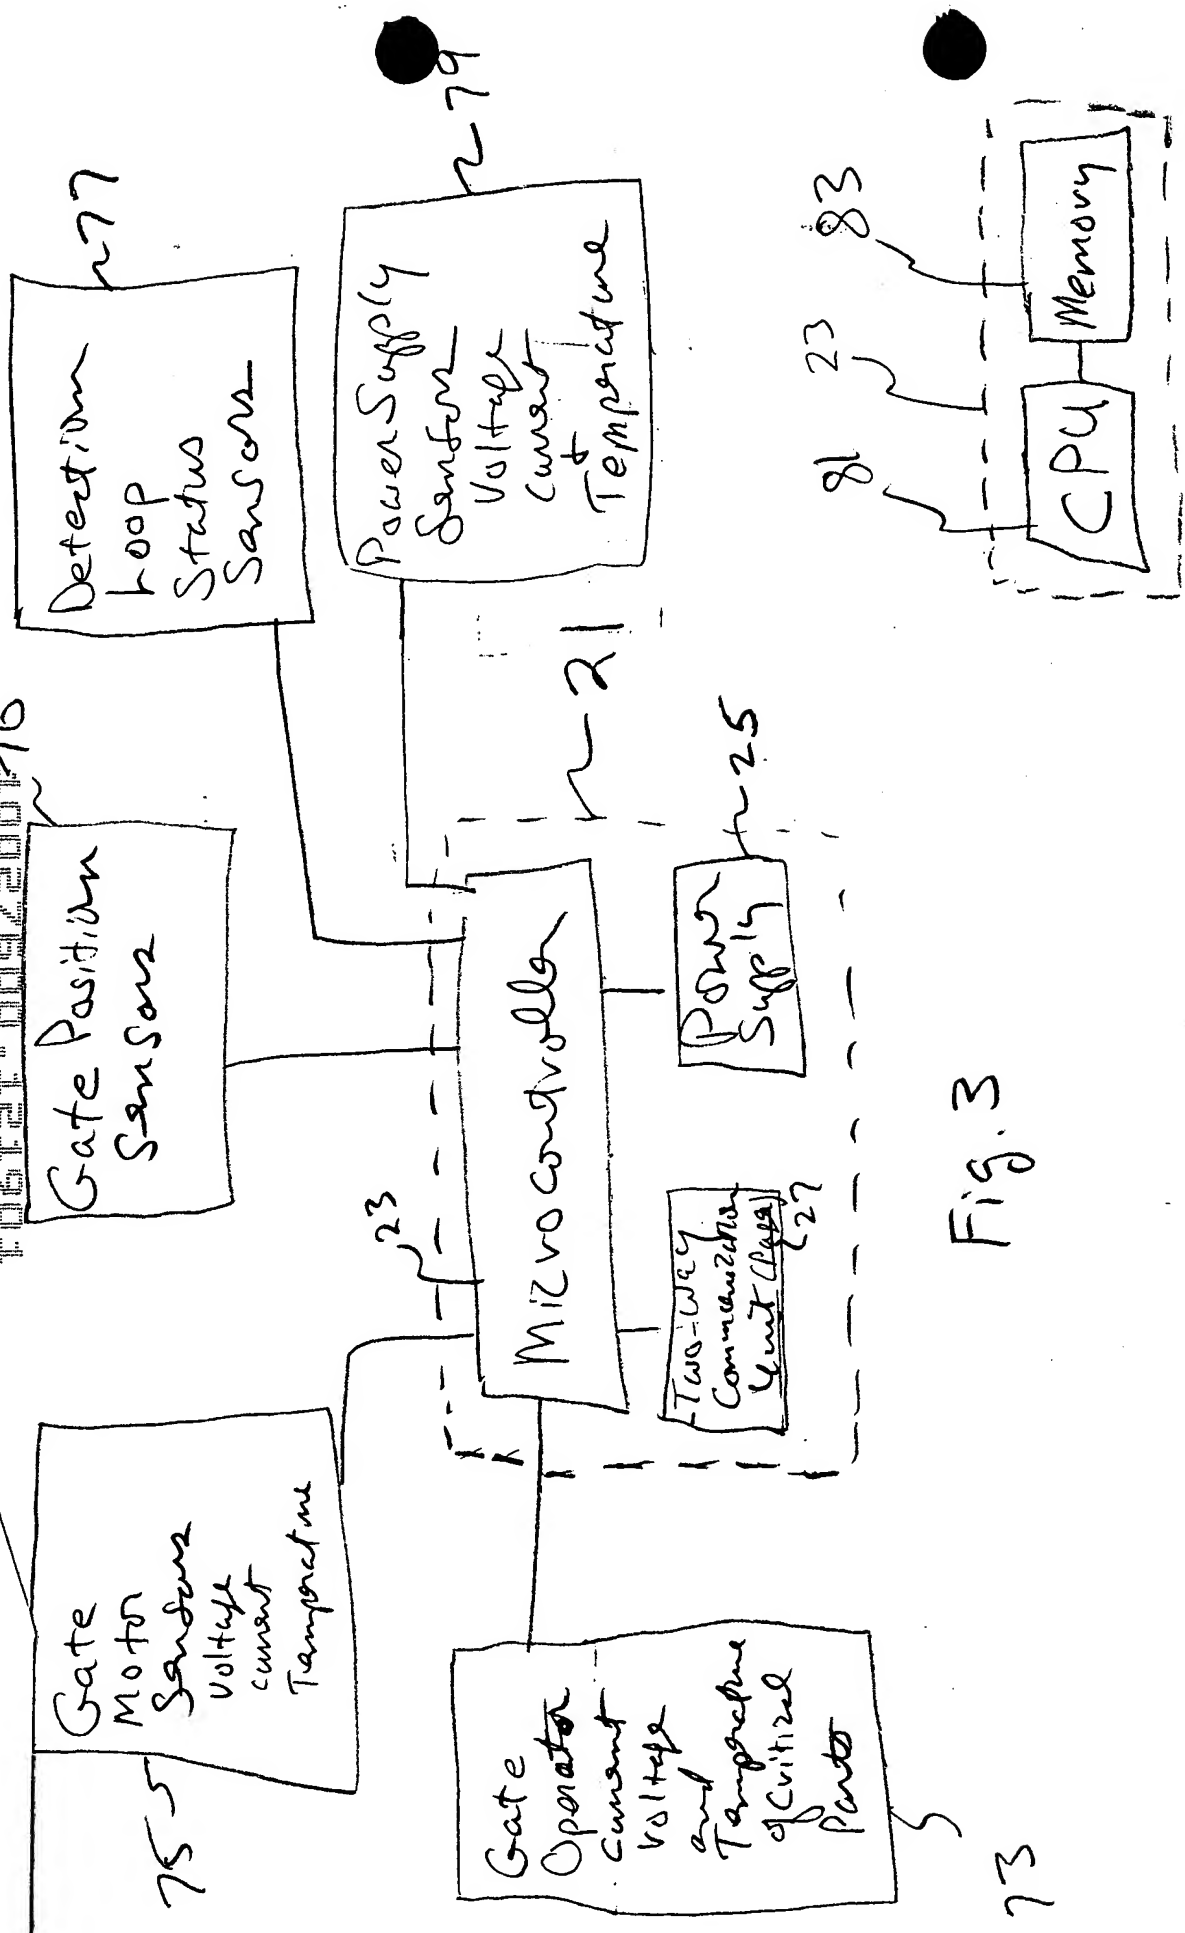 75
Gate
Motor
Sensors
Voltage
current
Temperature
Gate Position
Sensors
Detection
Loop
Status
Sensors
77
Power Supply
Sensors
Voltage
Current
+
Temperature
79
Gate
Operator
Current
Voltage
and
Temperature
of Critical
Parts
73
23
Microcontroller
21
Two-Way
Communication
Unit
27
Power
Supply
25
Fig. 3
81
23
83
CPU
Memory